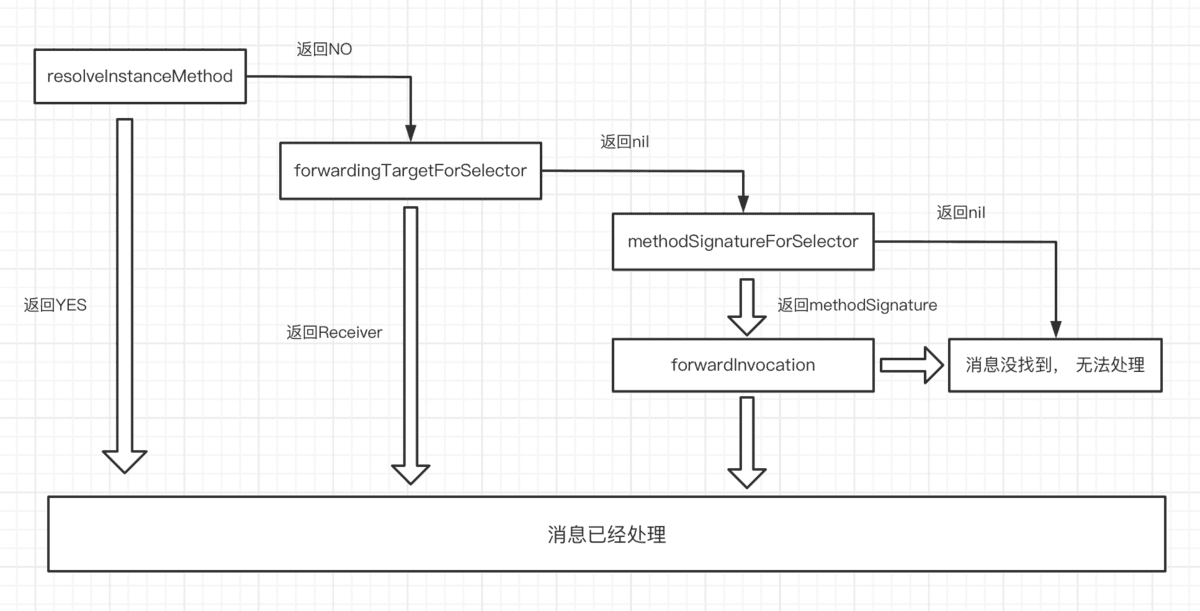 返回NO
resolveInstanceMethod
返回nil
forwardingTargetForSelector
返回nil
methodSignatureForSelector
返回YES
返回Receiver
返回methodSignature
forwardInvocation
消息没找到， 无法处理
消息已经处理